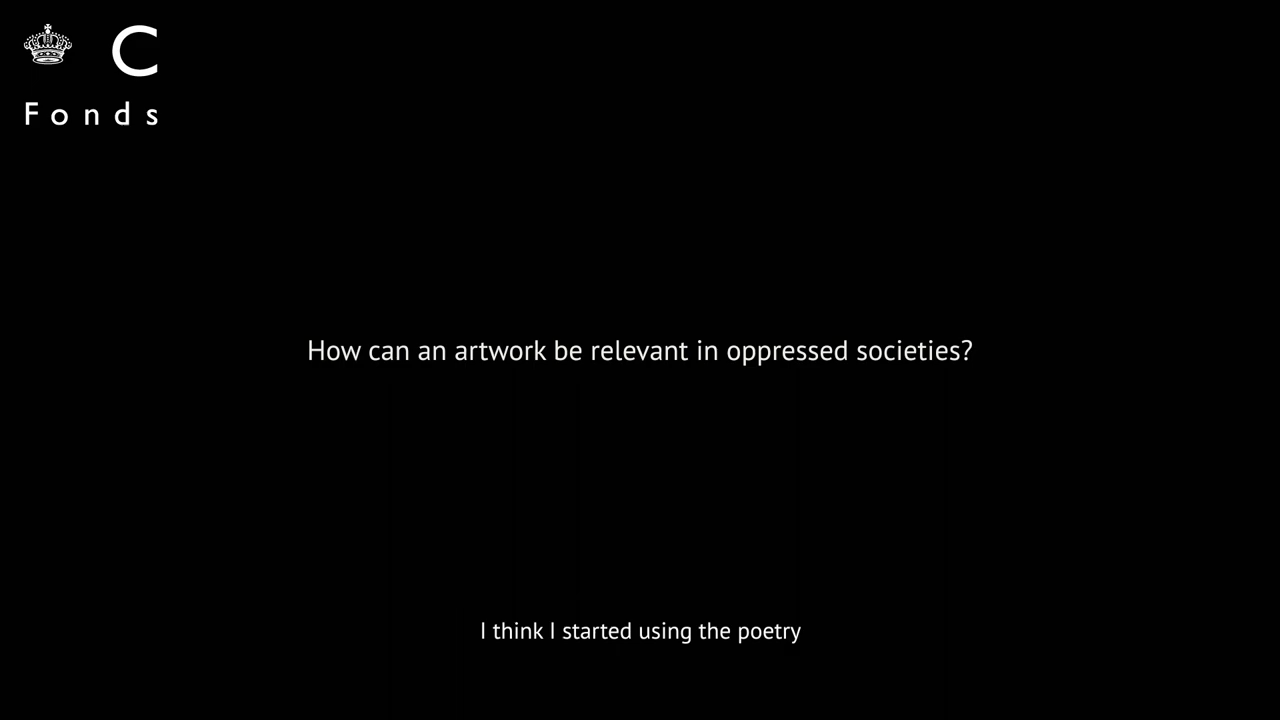 C
Fonds
How can an artwork be relevant in oppressed societies?
I think I started using the poetry